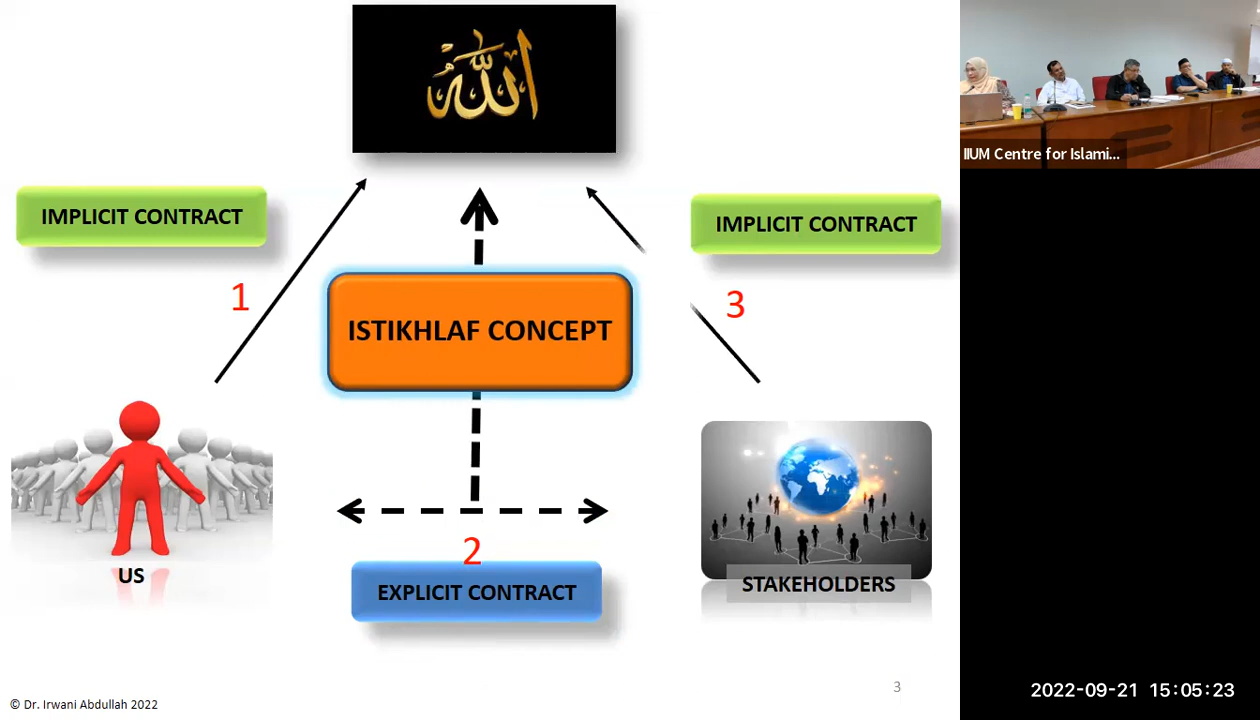 الله
IMPLICIT CONTRACT
IMPLICIT CONTRACT
1
3
ISTIKHLAF CONCEPT
2
US
EXPLICIT CONTRACT
STAKEHOLDERS
3
© Dr. Irwani Abdullah 2022
IIUM Centre for Islami...
2022-09-21 15:05:23